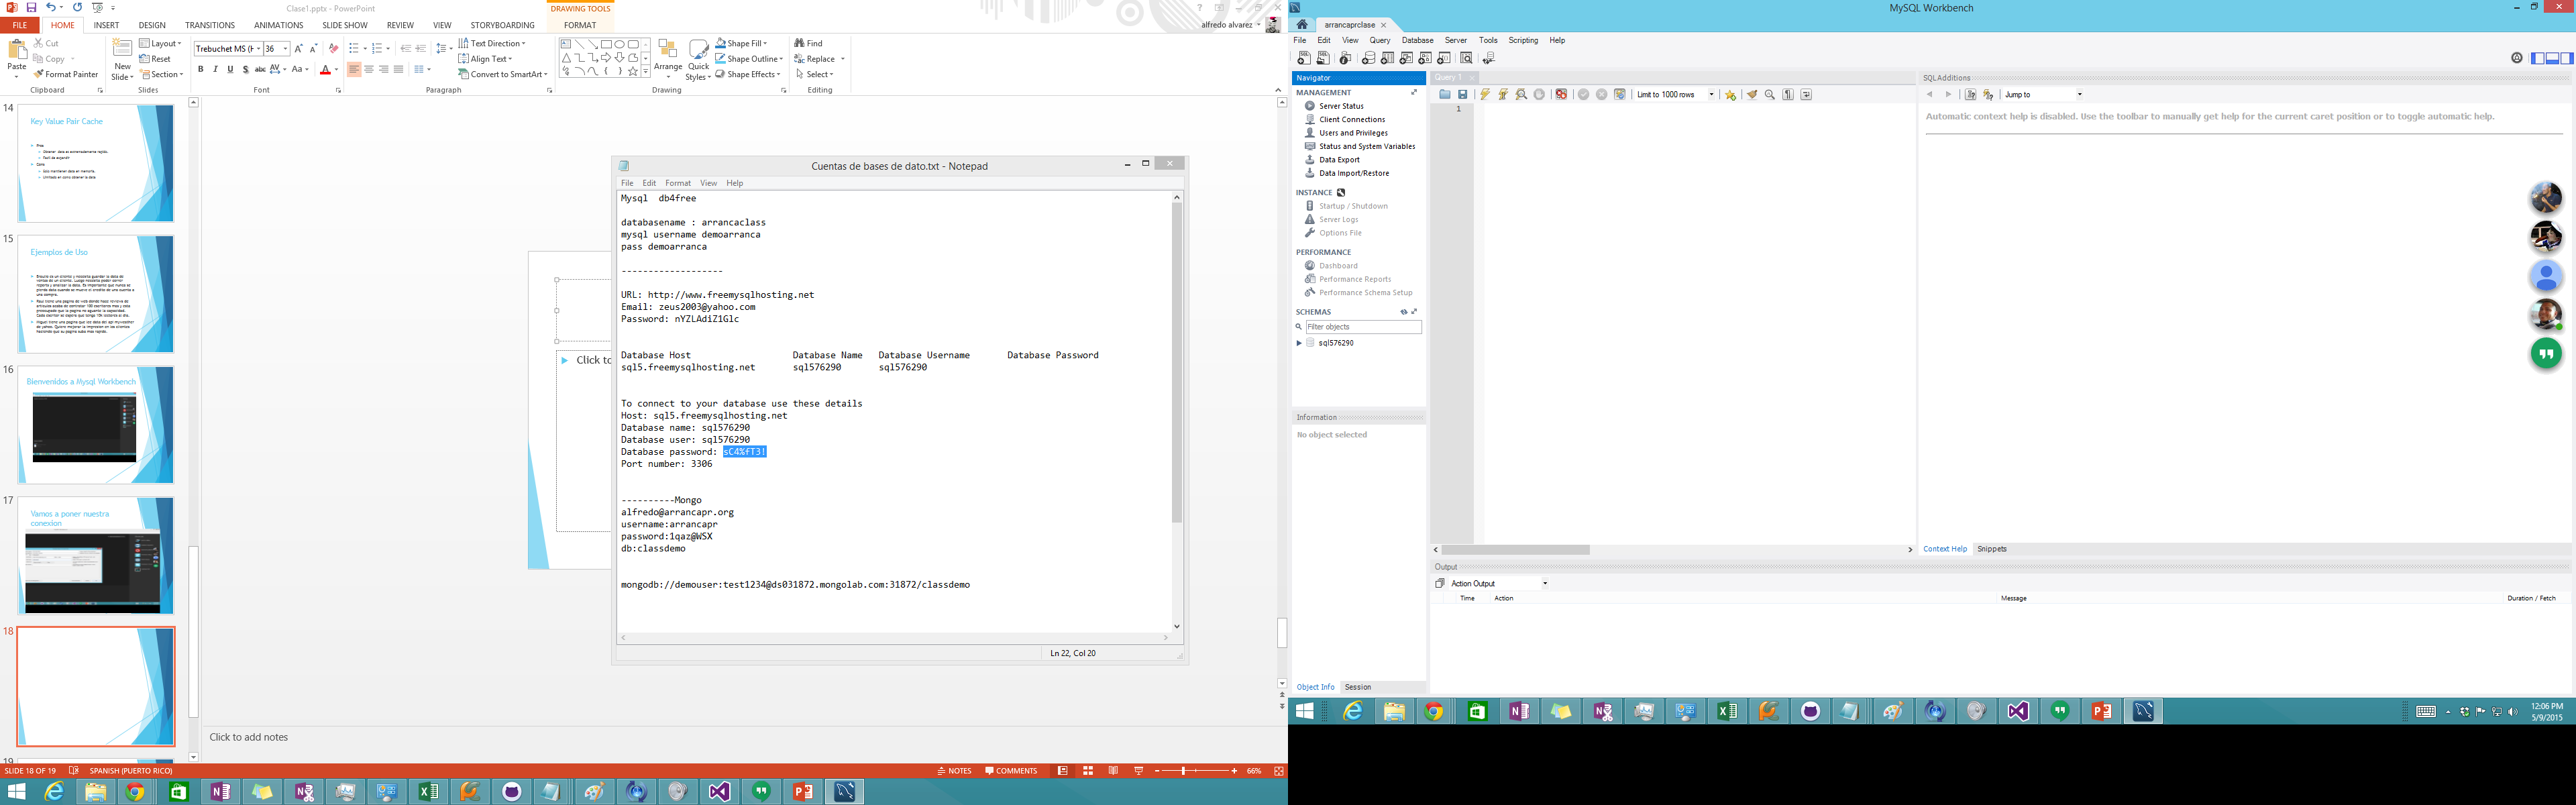 Clase1.pptx - PowerPoint
DRAWING TOOLS
FILE HOME INSERT DESIGN TRANSITIONS ANIMATIONS SLIDE SHOW REVIEW VIEW STORYBOARDING FORMAT
alfredo alvarez
Paste
Cut
Copy
Format Painter
Clipboard
New Slide
Layout
Reset
Section
Slides
Trebuchet MS (H 36
Font
Text Direction
Align Text
Convert to SmartArt
Paragraph
Arrange
Quick Styles
Shape Fill
Shape Outline
Shape Effects
Drawing
Find
Replace
Select
Editing
14
Key Value Pair Cache
15
Ejemplos de Uso
16
Bienvenidos a Mysql Workbench
17
Vamos a poner nuestra
conexion
18
19
Click to
Cuentas de bases de dato.txt - Notepad
File Edit Format View Help
Mysql  db4free
databasename : arrancaclass
mysql username demoarranca
pass demoarranca
-------------------
URL: http://www.freemysqlhosting.net
Email: zeus2003@yahoo.com
Password: nYZLAdiZ1Glc
Database Host Database Name Database Username Database Password
sql5.freemysqlhosting.net sql576290 sql576290
To connect to your database use these details
Host: sql5.freemysqlhosting.net
Database name: sql576290
Database user: sql576290
Database password: sC4%fT3!
Port number: 3306
----------Mongo
alfredo@arrancapr.org
username:arrancapr
password:1qaz@WSX
db:classdemo
mongodb://demouser:test1234@ds031872.mongolab.com:31872/classdemo
Ln 22, Col 20
Click to add notes
SLIDE 18 OF 19 SPANISH (PUERTO RICO) NOTES COMMENTS 66%
MySQL Workbench
arrancaprclase
File Edit View Query Database Server Tools Scripting Help
Navigator
MANAGEMENT
Server Status
Client Connections
Users and Privileges
Status and System Variables
Data Export
Data Import/Restore
INSTANCE
Startup / Shutdown
Server Logs
Options File
PERFORMANCE
Dashboard
Performance Reports
Performance Schema Setup
SCHEMAS
Filter objects
sql576290
Information
No object selected
Object Info Session
Query 1
Limit to 1000 rows
1
SQLAdditions
Jump to
Automatic context help is disabled. Use the toolbar to manually get help for the current caret position or to toggle automatic help.
Context Help Snippets
Output
Action Output
Time Action Message Duration / Fetch
12:06 PM
5/9/2015